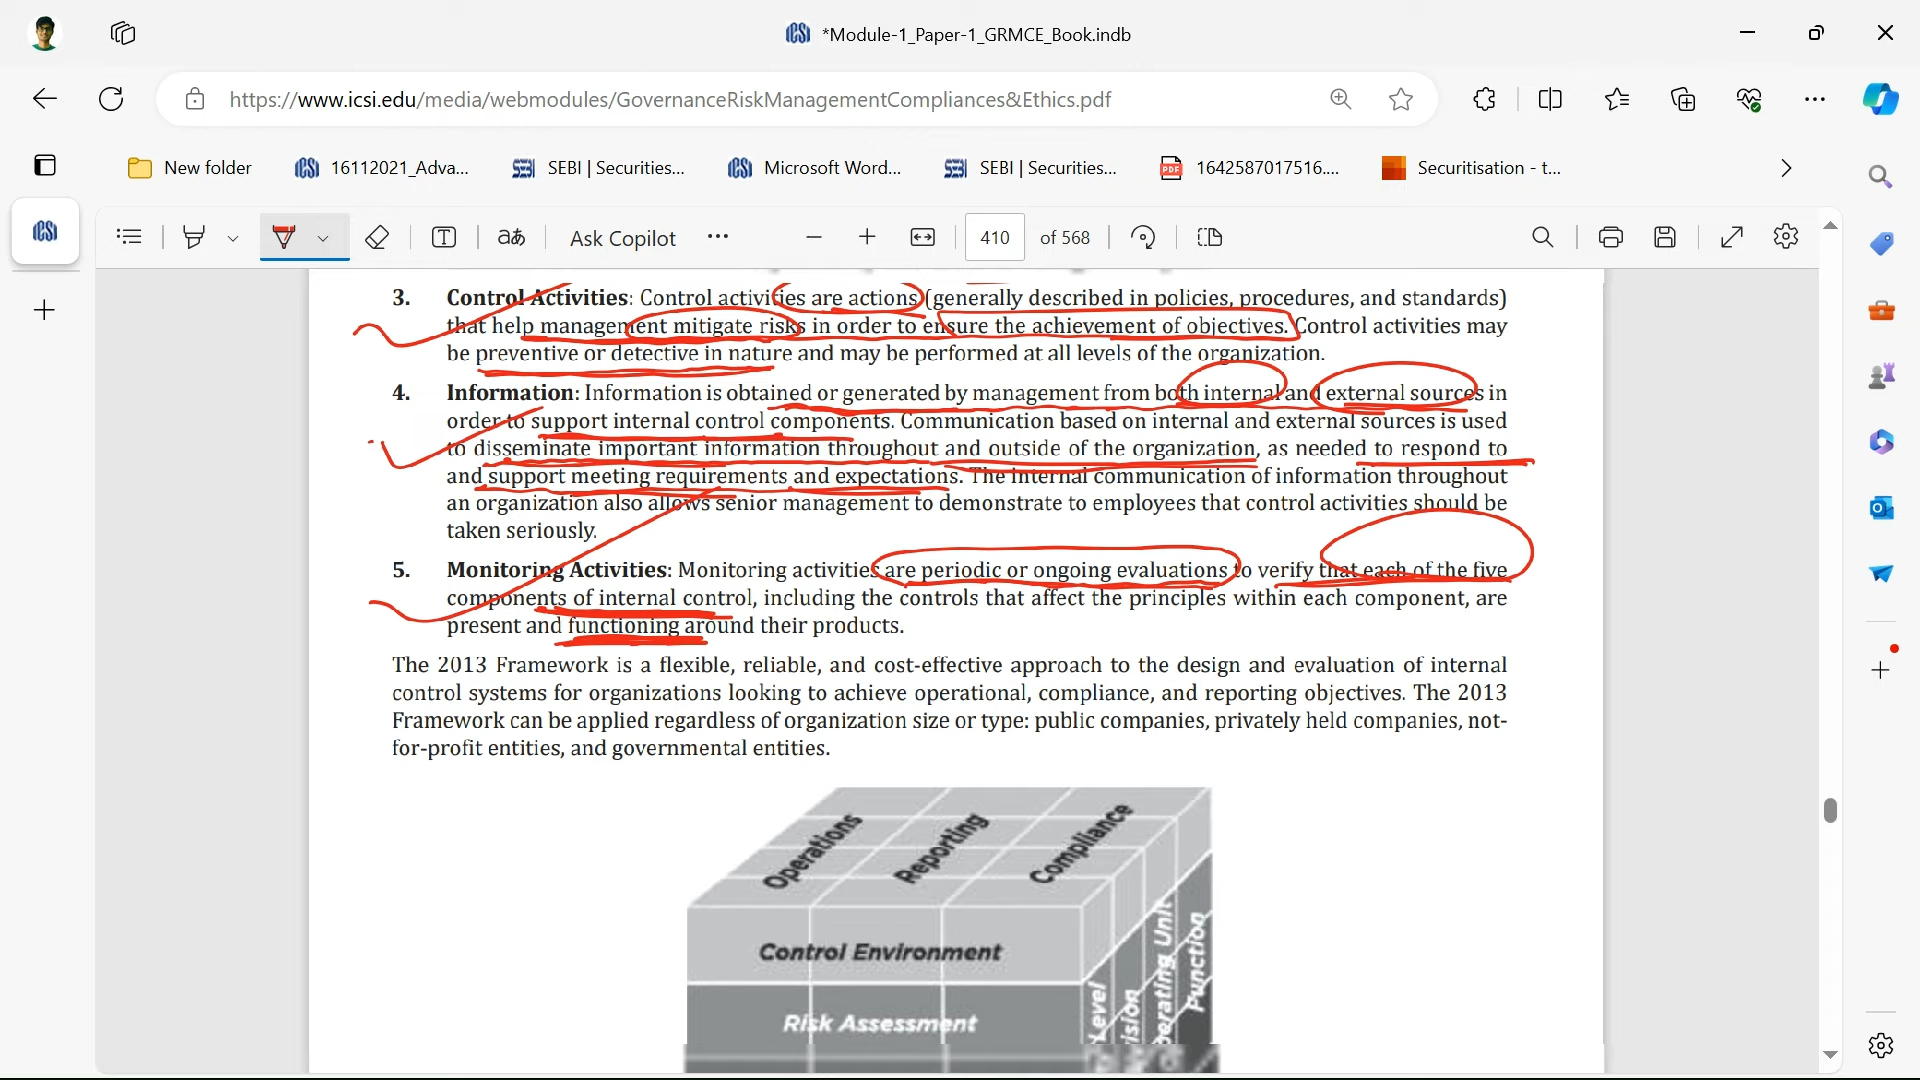 *Module-1_Paper-1_GRMCE_Book.indb
https://www.icsi.edu/media/webmodules/GovernanceRiskManagementCompliances&Ethics.pdf
New folder 16112021_Adva... SEBI | Securities... Microsoft Word... SEBI | Securities... 1642587017516.... Securitisation - t...
Ask Copilot 410 of 568
3. Control Activities: Control activities are actions (generally described in policies, procedures, and standards)
that help management mitigate risks in order to ensure the achievement of objectives. Control activities may
be preventive or detective in nature and may be performed at all levels of the organization.
4. Information: Information is obtained or generated by management from both internal and external sources in
order to support internal control components. Communication based on internal and external sources is used
to disseminate important information throughout and outside of the organization, as needed to respond to
and support meeting requirements and expectations. The internal communication of information throughout
an organization also allows senior management to demonstrate to employees that control activities should be
taken seriously.
5. Monitoring Activities: Monitoring activities are periodic or ongoing evaluations to verify that each of the five
components of internal control, including the controls that affect the principles within each component, are
present and functioning around their products.
The 2013 Framework is a flexible, reliable, and cost-effective approach to the design and evaluation of internal
control systems for organizations looking to achieve operational, compliance, and reporting objectives. The 2013
Framework can be applied regardless of organization size or type: public companies, privately held companies, not-
for-profit entities, and governmental entities.
Operations
Reporting
Compliance
Control Environment
Risk Assessment
Level
Unit
Function